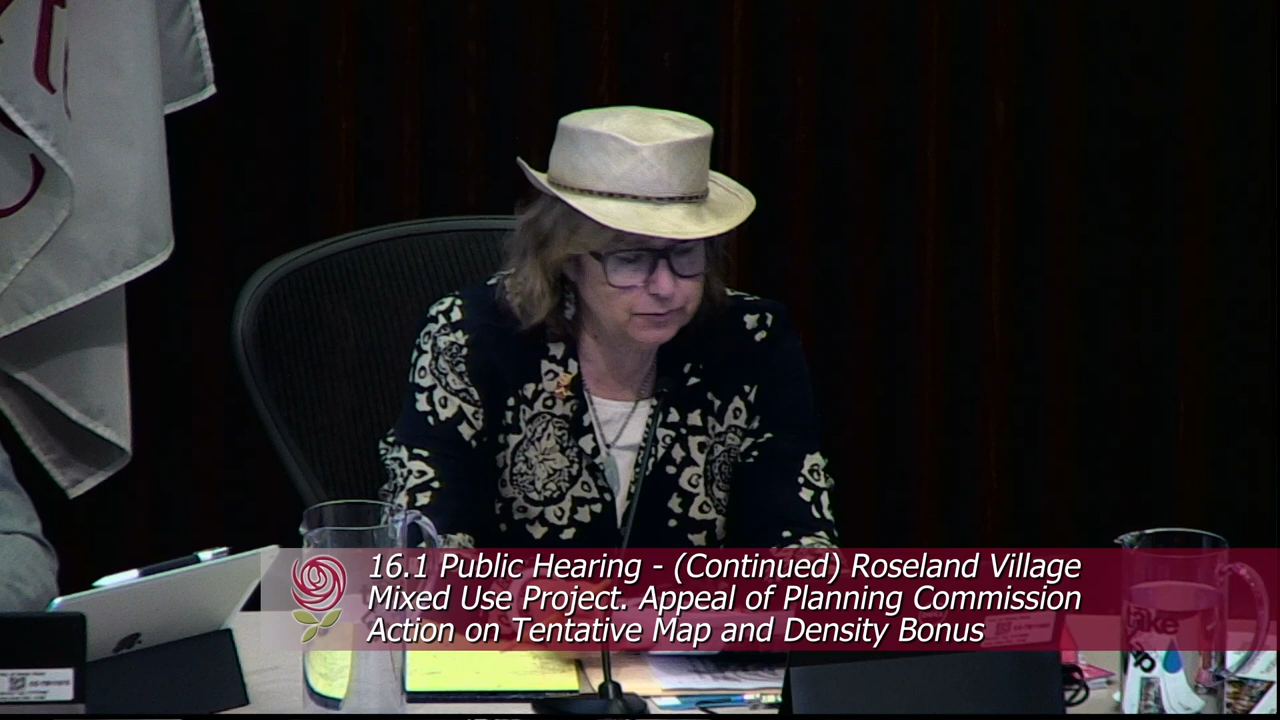 16.1 Public Hearing - (Continued) Roseland Village
Mixed Use Project. Appeal of Planning Commission
Action on Tentative Map and Density Bonus
take